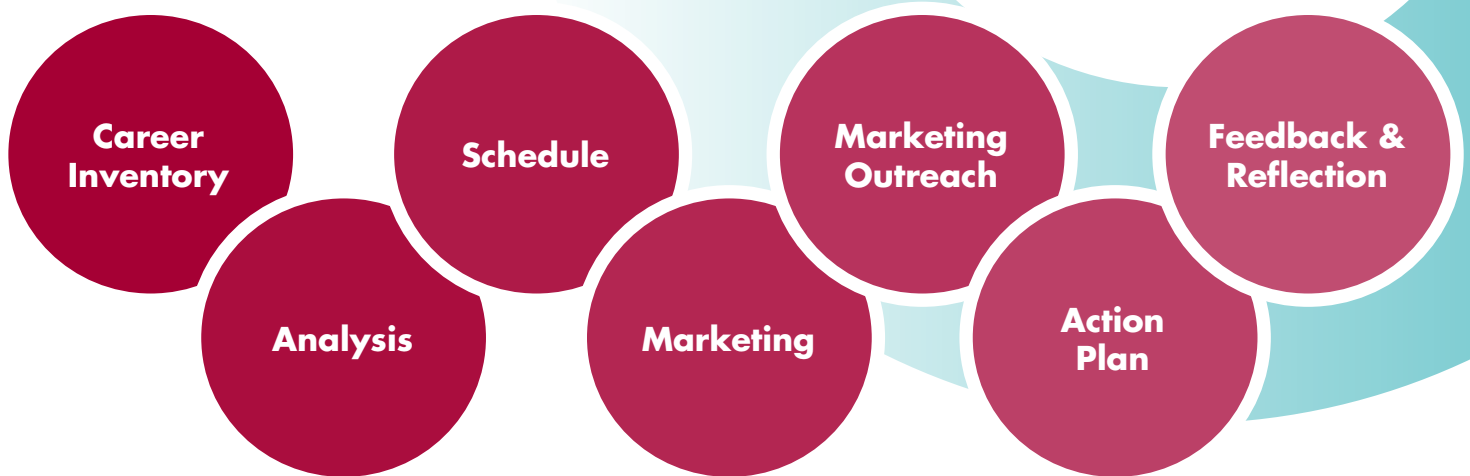 Career
Inventory
Analysis
Schedule
Marketing
Marketing
Outreach
Action
Plan
Feedback &
Reflection